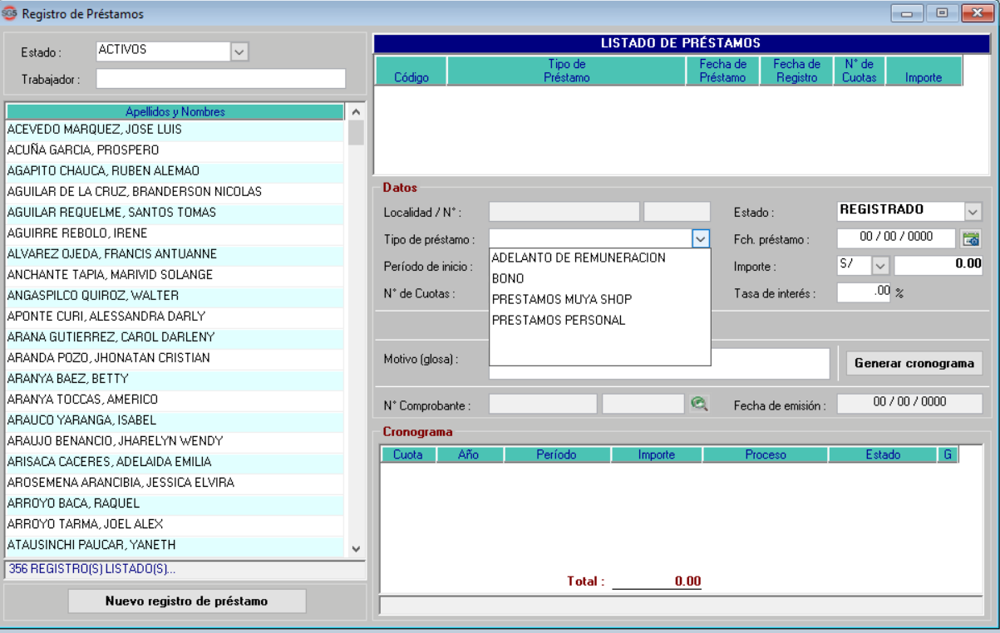 SG5 Registro de Préstamos
Estado : ACTIVOS
Trabajador :
Apellidos y Nombres
ACEVEDO MARQUEZ, JOSE LUIS
ACUÑA GARCIA, PROSPERO
AGAPITO CHAUCA, RUBEN ALEMAO
AGUILAR DE LA CRUZ, BRANDERSON NICOLAS
AGUILAR REQUELME, SANTOS TOMAS
AGUIRRE REBOLO, IRENE
ALVAREZ OJEDA, FRANCIS ANTUANNE
ANCHANTE TAPIA, MARIVID SOLANGE
ANGASPILCO QUIROZ, WALTER
APONTE CURI, ALESSANDRA DARLY
ARANA GUTIERREZ, CAROL DARLENY
ARANDA POZO, JHONATAN CRISTIAN
ARANYA BAEZ, BETTY
ARANYA TOCCAS, AMERICO
ARAUCO YARANGA, ISABEL
ARAUJO BENANCIO, JHARELYN WENDY
ARISACA CACERES, ADELAIDA EMILIA
AROSEMENA ARANCIBIA, JESSICA ELVIRA
ARROYO BACA, RAQUEL
ARROYO TARMA, JOEL ALEX
ATAUSINCHI PAUCAR, YANETH
356 REGISTRO(S) LISTADO(S)...
Nuevo registro de préstamo
LISTADO DE PRÉSTAMOS
Código Tipo de Préstamo Fecha de Préstamo Fecha de Registro N° de Cuotas Importe
Datos
Localidad / N° :
Estado : REGISTRADO
Tipo de préstamo :
Fch. préstamo : 00 / 00 / 0000
ADELANTO DE REMUNERACION
BONO
PRESTAMOS MUYA SHOP
PRESTAMOS PERSONAL
Período de inicio :
Importe : S/ 0.00
N° de Cuotas :
Tasa de interés : .00 %
Motivo (glosa) :
Generar cronograma
N° Comprobante :
Fecha de emisión : 00 / 00 / 0000
Cronograma
Cuota Año Período Importe Proceso Estado G
Total : 0.00